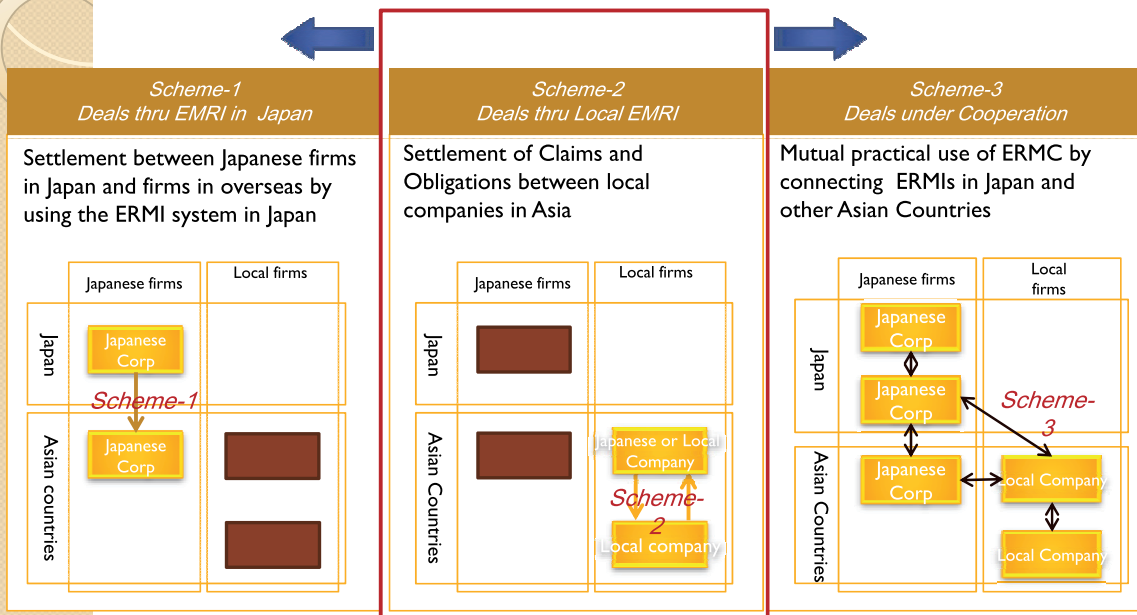 Scheme-1
Deals thru EMRI in Japan
Settlement between Japanese firms
in Japan and firms in overseas by
using the ERMI system in Japan
Japanese firms
Local firms
Japan
Japanese
Corp
Scheme-1
Asian countries
Japanese
Corp
Scheme-2
Deals thru Local EMRI
Settlement of Claims and
Obligations between local
companies in Asia
Japanese firms
Local firms
Japan
Asian Countries
Japanese or Local
Company
Scheme-
2
Local company
Scheme-3
Deals under Cooperation
Mutual practical use of ERMC by
connecting ERMIs in Japan and
other Asian Countries
Japanese firms
Local
firms
Japan
Japanese
Corp
Japanese
Corp
Scheme-
3
Asian Countries
Japanese
Corp
Local Company
Local Company